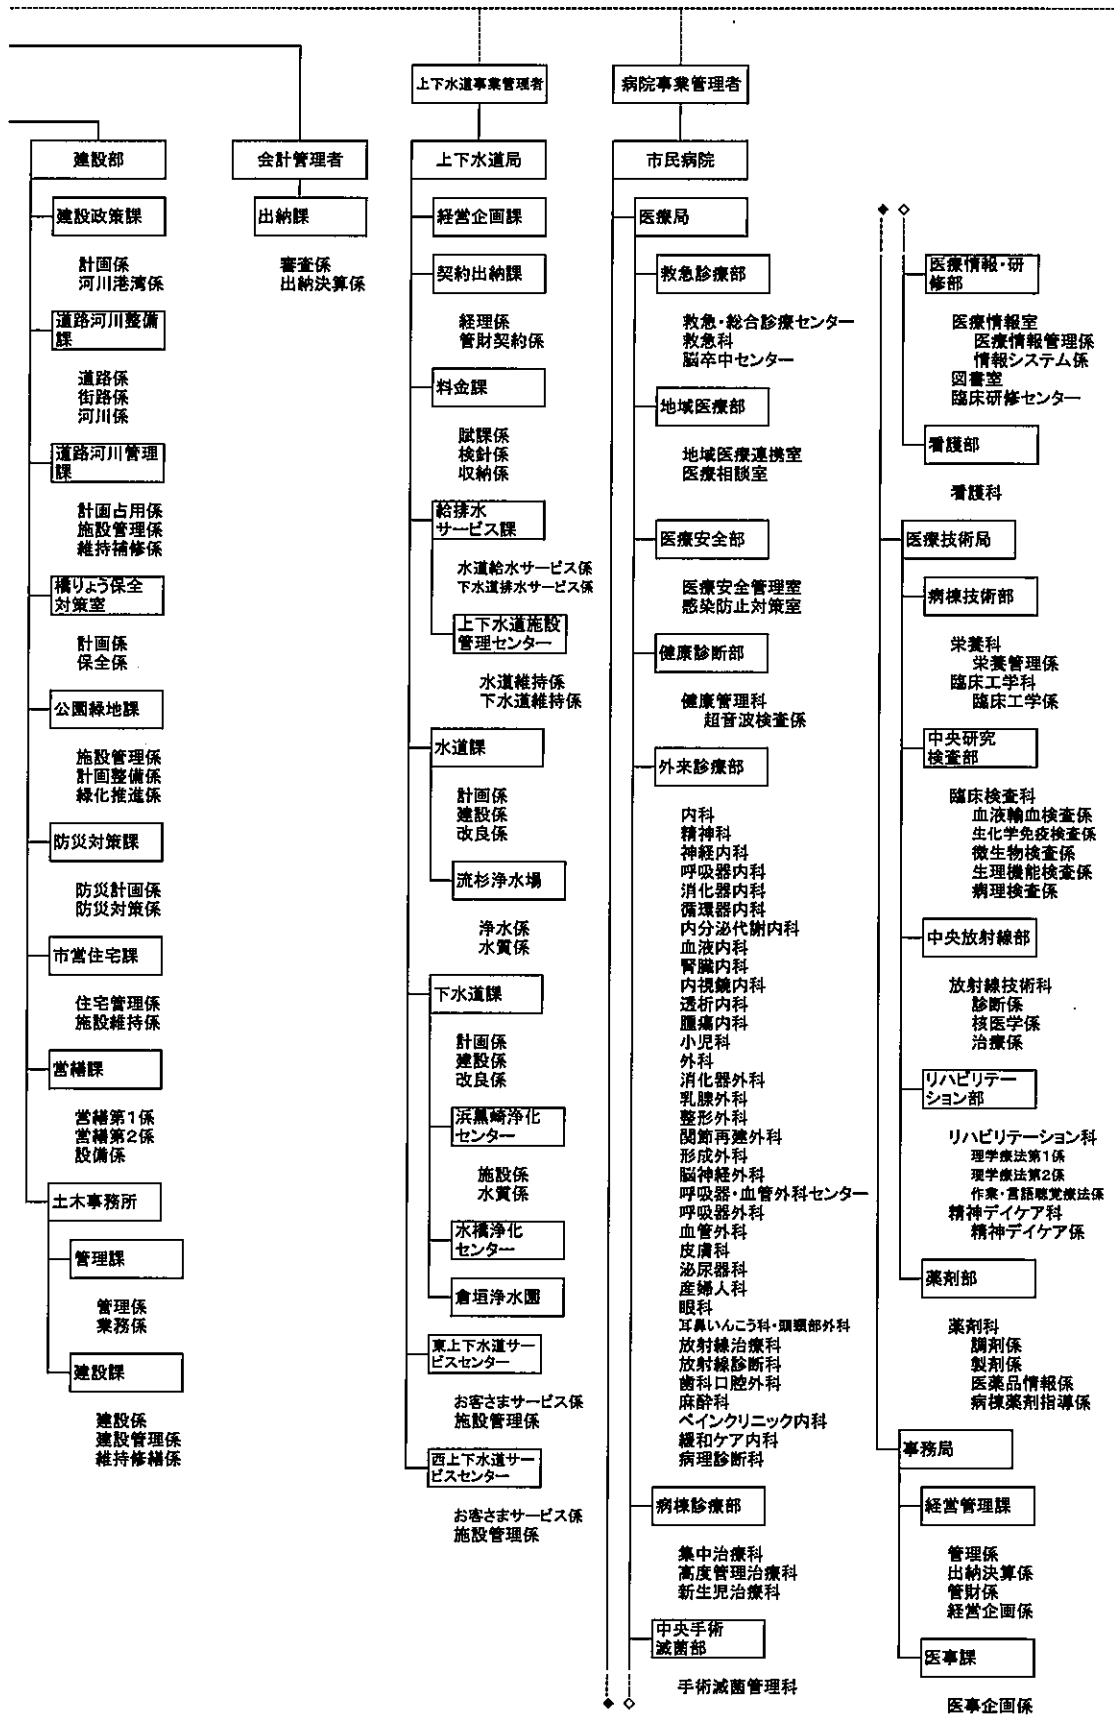 建設部
建設政策課
計画係
河川港湾係
道路河川整備
課
道路係
街路係
河川係
道路河川管理
課
計画占用係
施設管理係
維持補修係
橋りょう保全
対策室
計画係
保全係
公園緑地課
施設管理係
計画整備係
緑化推進係
防災対策課
防災計画係
防災対策係
市営住宅課
住宅管理係
施設維持係
営繕課
営繕第1係
営繕第2係
設備係
土木事務所
管理課
管理係
業務係
建設課
建設係
建設管理係
維持修繕係
会計管理者
出納課
審査係
出納決算係
上下水道事業管理者
上下水道局
経営企画課
契約出納課
経理係
管財契約係
料金課
賦課係
検針係
収納係
給排水
サービス課
水道給水サービス係
下水道排水サービス係
上下水道施設
管理センター
水道維持係
下水道維持係
水道課
計画係
建設係
改良係
流杉浄水場
浄水係
水質係
下水道課
計画係
建設係
改良係
浜黒崎浄化
センター
施設係
水質係
水橋浄化
センター
倉垣浄水園
東上下水道サー
ビスセンター
お客さまサービス係
施設管理係
西上下水道サー
ビスセンター
お客さまサービス係
施設管理係
病院事業管理者
市民病院
医療局
救急診療部
救急・総合診療センター
救急科
脳卒中センター
地域医療部
地域医療連携室
医療相談室
医療安全部
医療安全管理室
感染防止対策室
健康診断部
健康管理科
超音波検査係
外来診療部
内科
精神科
神経内科
呼吸器内科
消化器内科
循環器内科
内分泌代謝内科
血液内科
腎臓内科
内視鏡内科
透析内科
腫瘍内科
小児科
外科
消化器外科
乳腺外科
整形外科
関節再建外科
形成外科
脳神経外科
呼吸器・血管外科センター
呼吸器外科
血管外科
皮膚科
泌尿器科
産婦人科
眼科
耳鼻いんこう科・頭頸部外科
放射線治療科
放射線診断科
歯科口腔外科
麻酔科
ペインクリニック内科
緩和ケア内科
病理診断科
病棟診療部
集中治療科
高度管理治療科
新生児治療科
中央手術
滅菌部
手術滅菌管理科
◆ ◇
◆ ◇
医療情報・研
修部
医療情報室
医療情報管理係
情報システム係
図書室
臨床研修センター
看護部
看護科
医療技術局
病棟技術部
栄養科
栄養管理係
臨床工学科
臨床工学係
中央研究
検査部
臨床検査科
血液輸血検査係
生化学免疫検査係
微生物検査係
生理機能検査係
病理検査係
中央放射線部
放射線技術科
診断係
核医学係
治療係
リハビリテー
ション部
リハビリテーション科
理学療法第1係
理学療法第2係
作業・言語聴覚療法係
精神デイケア科
精神デイケア係
薬剤部
薬剤科
調剤係
製剤係
医薬品情報係
病棟薬剤指導係
事務局
経営管理課
管理係
出納決算係
管財係
経営企画係
医事課
医事企画係